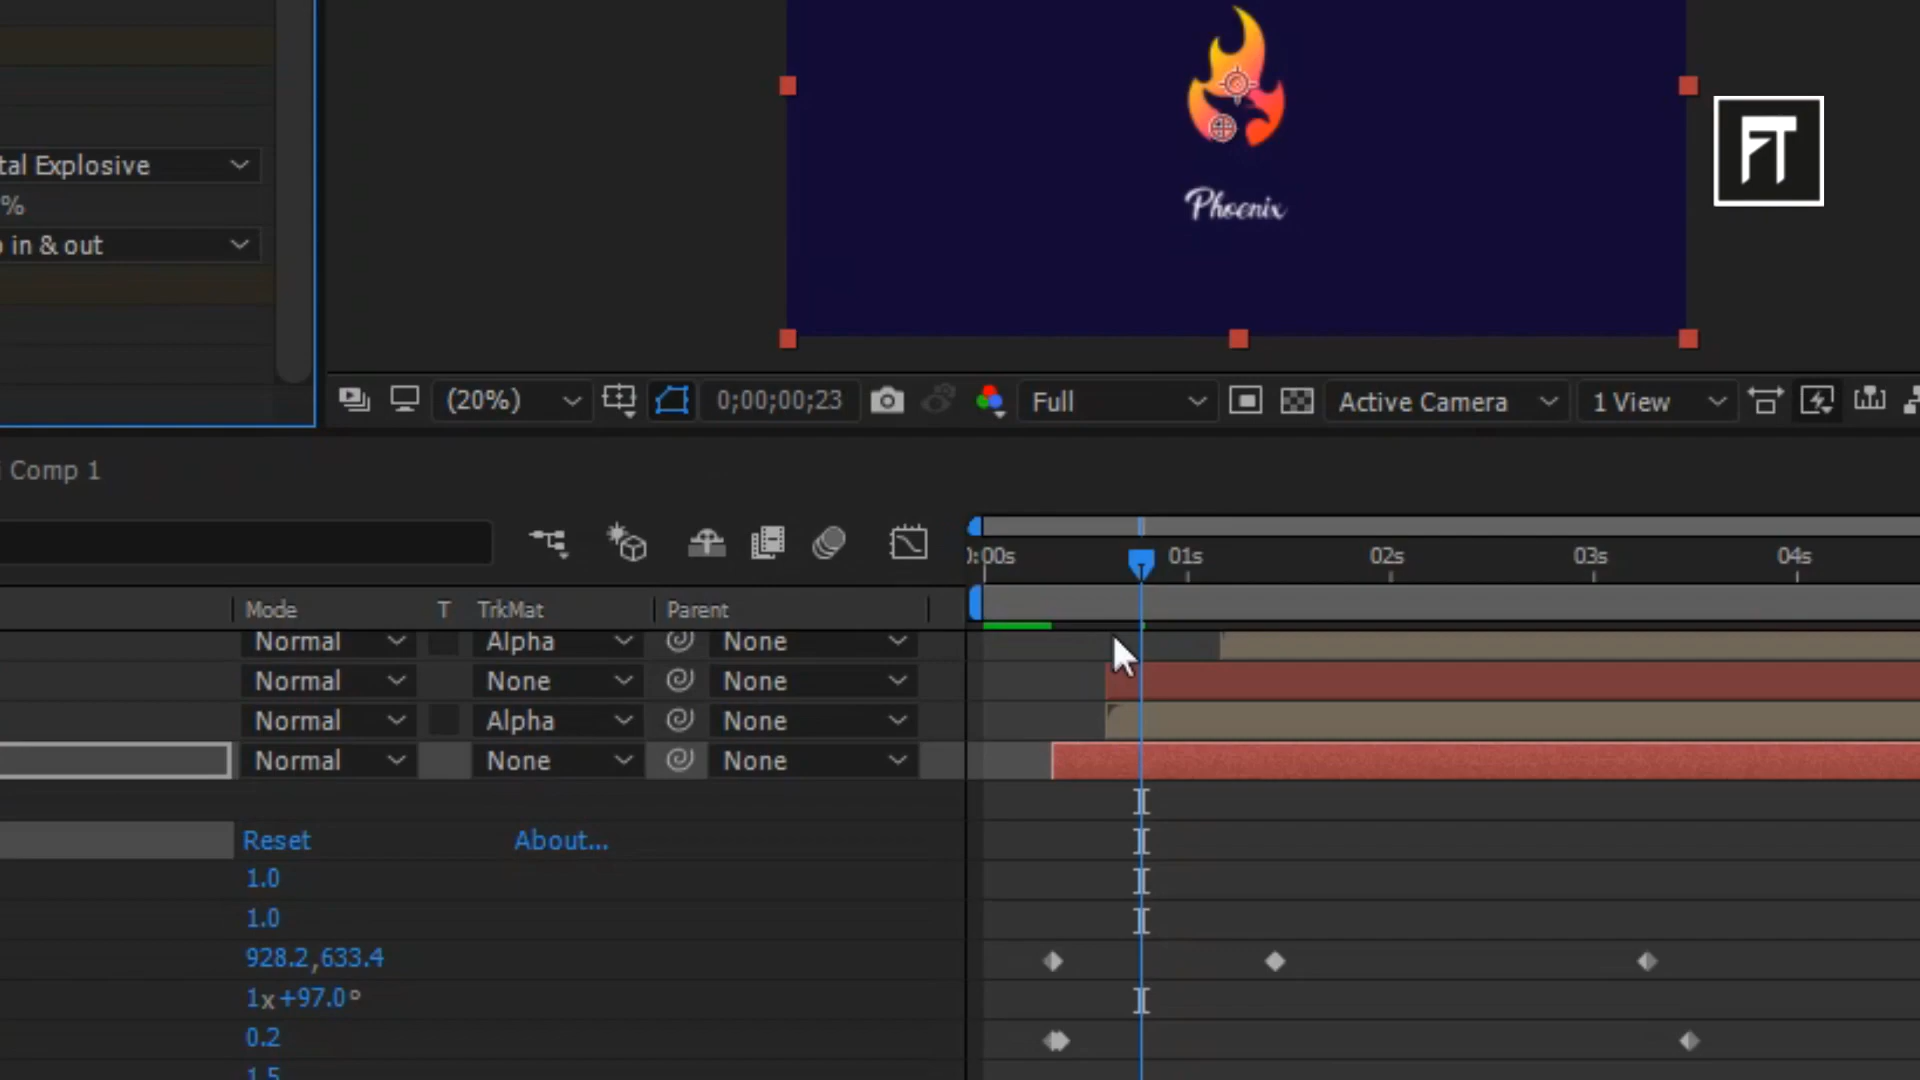 tal Explosive
%
in & out
Phoenix
FT
(20%)
0;00;00;23
Full
Active Camera
1 View
Comp 1
Mode
T
TrkMat
Parent
:00s
01s
02s
03s
04s
Normal
Alpha
None
Normal
None
None
Normal
Alpha
None
Normal
None
None
Reset
About...
1.0
1.0
928.2,633.4
1x+97.0°
0.2
1.5